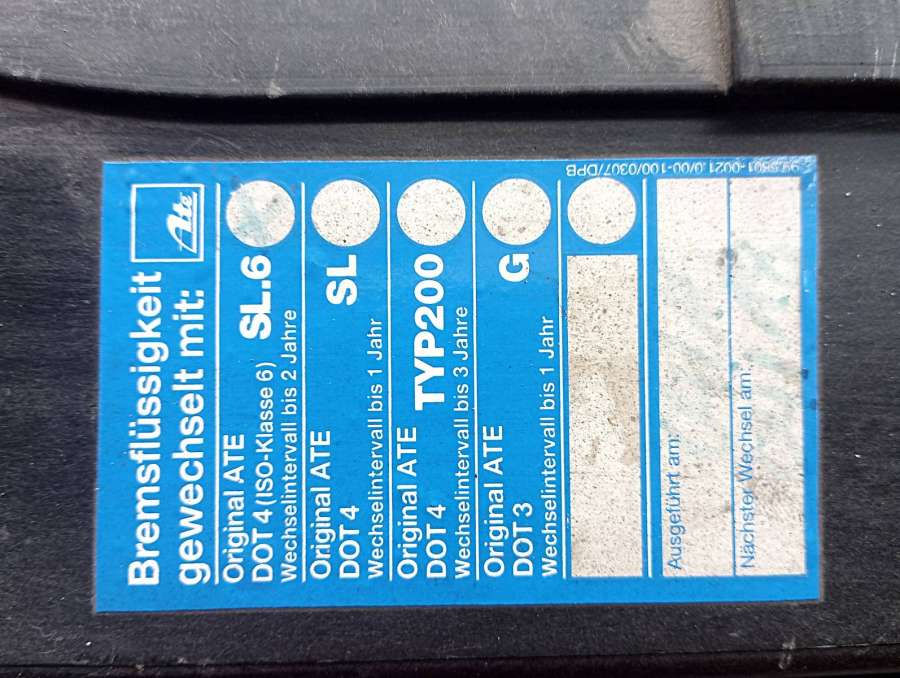 Bremsflüssigkeit
gewechselt mit:
Ate
Original ATE
DOT 4 (ISO-Klasse 6) SL.6
Wechselintervall bis 2 Jahre
Original ATE
DOT 4 SL
Wechselintervall bis 1 Jahr
Original ATE
DOT 4 TYP200
Wechselintervall bis 3 Jahre
Original ATE
DOT 3 G
Wechselintervall bis 1 Jahr
Ausgeführt am:
Nächster Wechsel am: